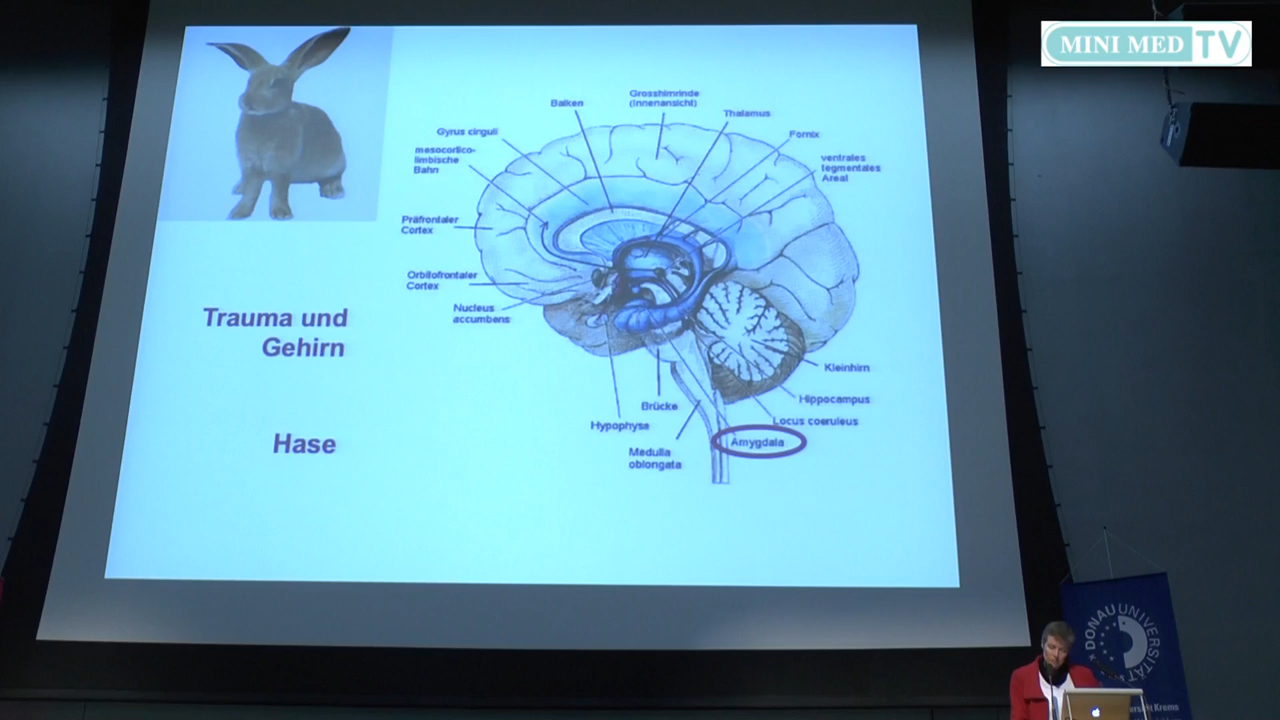 MINI MED TV
Balken
Grosshirnrinde
(Innenansicht)
Thalamus
Gyrus cinguli
Fornix
mesocortico-
limbische
Bahn
ventrales
tegmentales
Areal
Präfrontaler
Cortex
Orbitofrontaler
Cortex
Nucleus
accumbens
Trauma und
Gehirn
Kleinhirn
Hippocampus
Brücke
Locus coeruleus
Hypophyse
Amygdala
Hase
Medulla
oblongata
DONAU UNIVERSITÄT
Krems